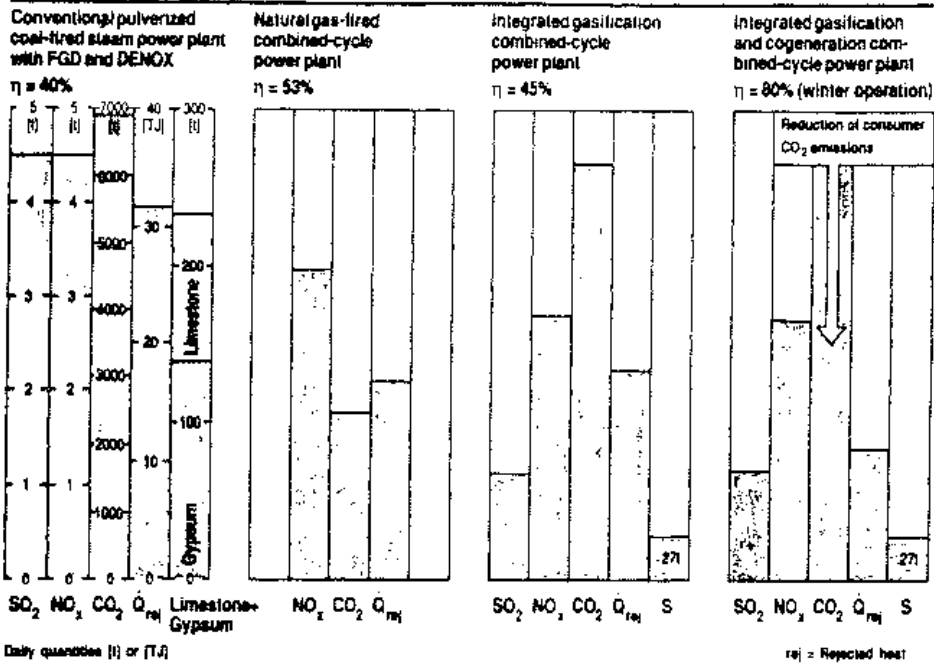 Conventional pulverized
coal-fired steam power plant
with FGD and DENOX
η = 40%
Natural gas-fired
combined-cycle
power plant
η = 53%
Integrated gasification
combined-cycle
power plant
η = 45%
Integrated gasification
and cogeneration com-
bined-cycle power plant
η = 80% (winter operation)
5 5 7000 40 300
[t] [t] [t] [TJ] [t]
Reduction of consumer
CO₂ emissions
6000
4 4
30
5000
200
3 3 4000
Limestone
20
3000
2 2
100
2000
1 1 10
1000
Gypsum
0 0 0 0 0
27t
27t
SO₂ NOₓ CO₂ Q̇rej Limestone+
Gypsum
NOₓ CO₂ Q̇rej
SO₂ NOₓ CO₂ Q̇rej S
SO₂ NOₓ CO₂ Q̇rej S
Daily quantities [t] or [TJ]
rej = Rejected heat